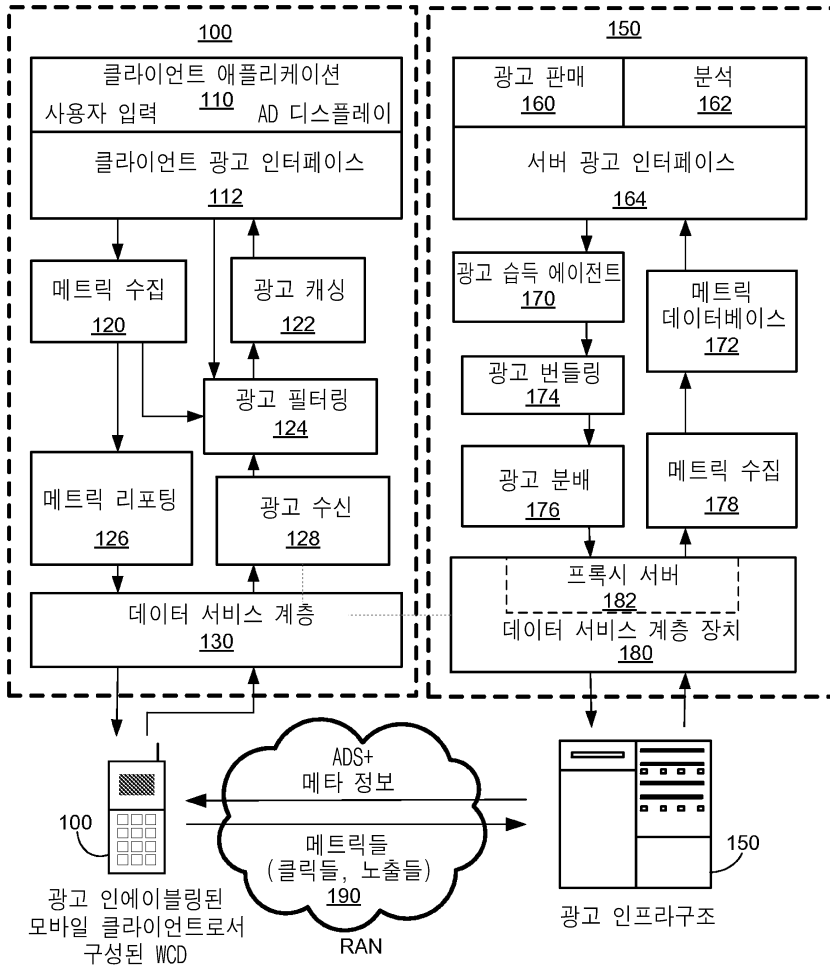 100
클라이언트 애플리케이션
110
사용자 입력 AD 디스플레이
클라이언트 광고 인터페이스
112
메트릭 수집
120
광고 캐싱
122
광고 필터링
124
메트릭 리포팅
126
광고 수신
128
데이터 서비스 계층
130
150
광고 판매
160
분석
162
서버 광고 인터페이스
164
광고 습득 에이전트
170
메트릭
데이터베이스
172
광고 번들링
174
광고 분배
176
메트릭 수집
178
프록시 서버
182
데이터 서비스 계층 장치
180
100
광고 인에이블링된
모바일 클라이언트로서
구성된 WCD
ADS+
메타 정보
메트릭들
(클릭들, 노출들)
190
RAN
150
광고 인프라구조